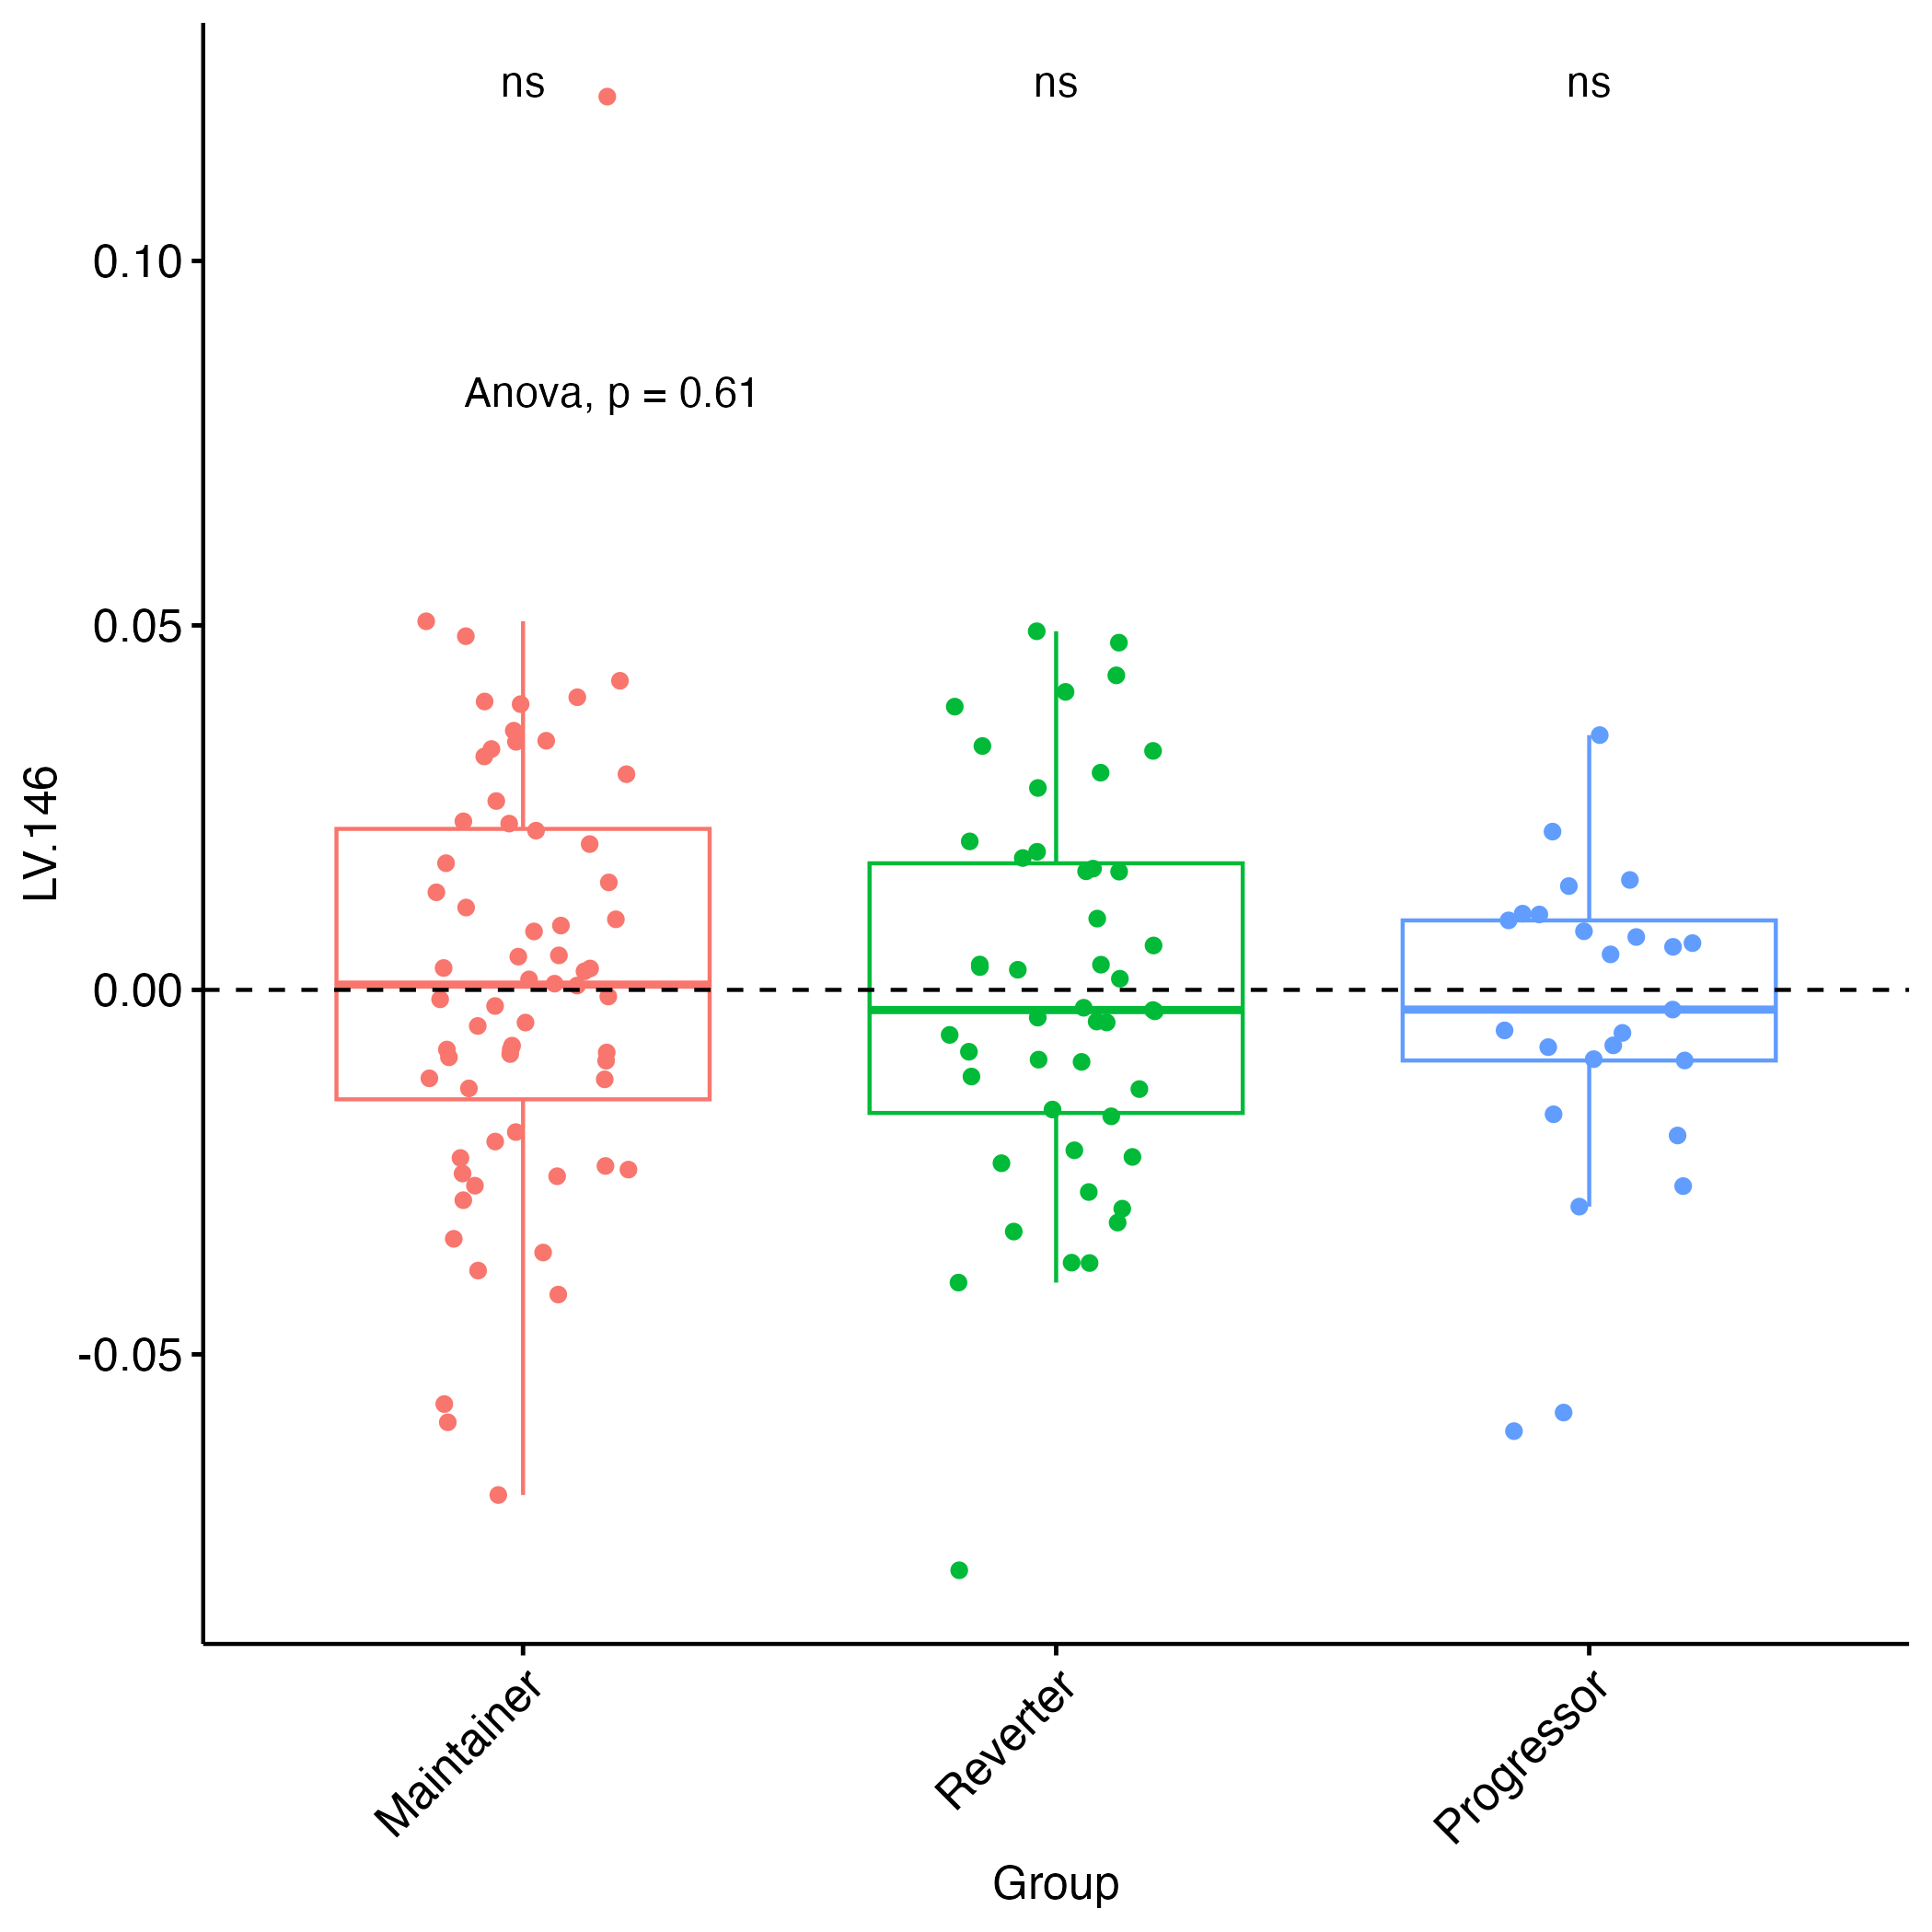 ns ns ns
0.10
Anova, p = 0.61
0.05
LV.146
0.00
-0.05
Maintainer Reverter Progressor
Group